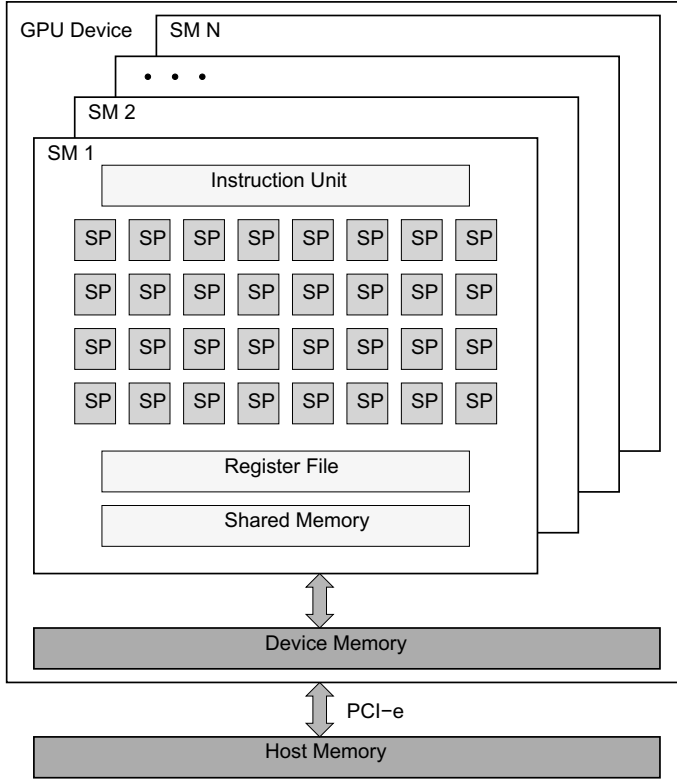 GPU Device
SM N
• • •
SM 2
SM 1
Instruction Unit
SP SP SP SP SP SP SP SP
SP SP SP SP SP SP SP SP
SP SP SP SP SP SP SP SP
SP SP SP SP SP SP SP SP
Register File
Shared Memory
Device Memory
PCI−e
Host Memory